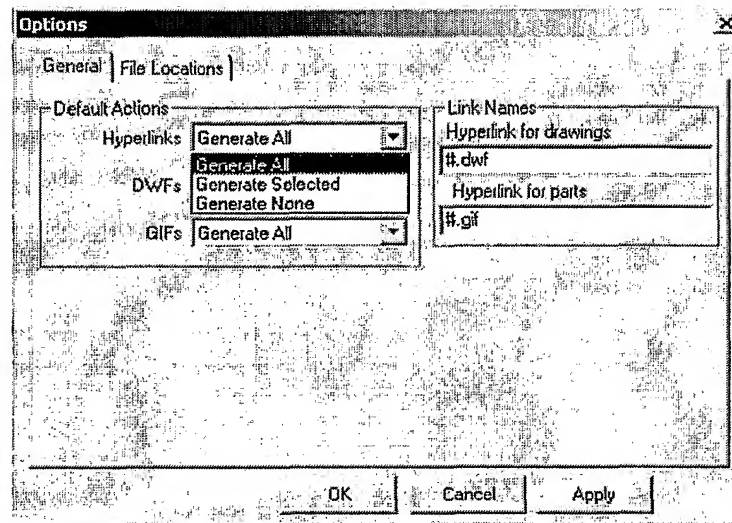 Options
General File Locations
Default Actions
Hyperlinks Generate All
Generate All
DWFs Generate Selected
Generate None
GIFs Generate All
Link Names
Hyperlink for drawings
#.dwf
Hyperlink for parts
#.gif
OK Cancel Apply